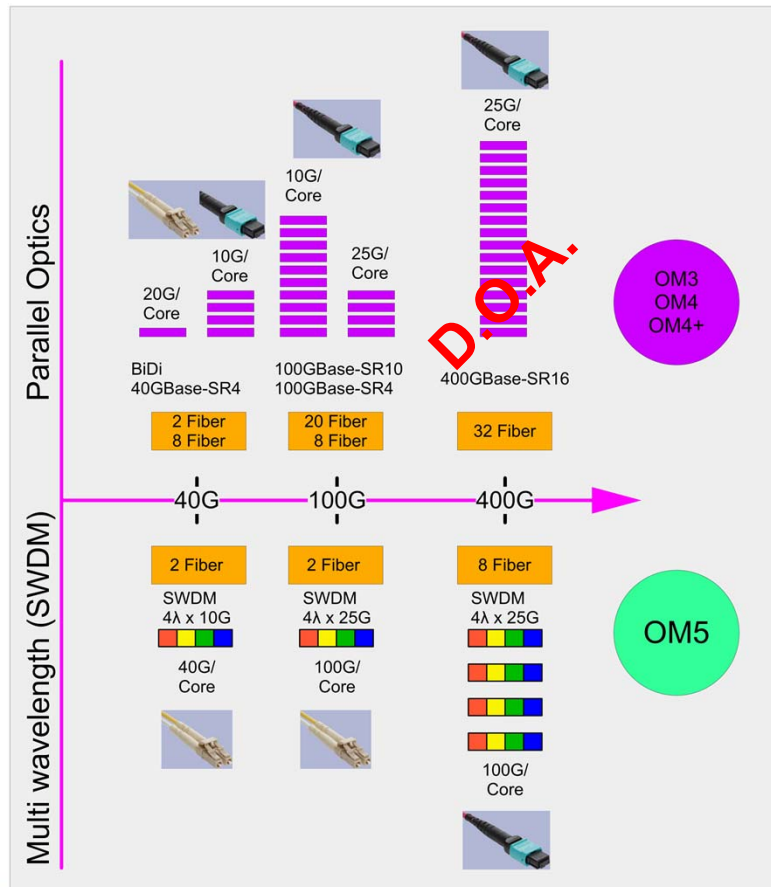 Parallel Optics
25G/
Core
10G/
Core
10G/
Core
25G/
Core
20G/
Core
D.O.A.
OM3
OM4
OM4+
BiDi
40GBase-SR4
100GBase-SR10
100GBase-SR4
400GBase-SR16
2 Fiber
8 Fiber
20 Fiber
8 Fiber
32 Fiber
40G
100G
400G
Multi wavelength (SWDM)
2 Fiber
2 Fiber
8 Fiber
SWDM
4λ x 10G
SWDM
4λ x 25G
SWDM
4λ x 25G
OM5
40G/
Core
100G/
Core
100G/
Core